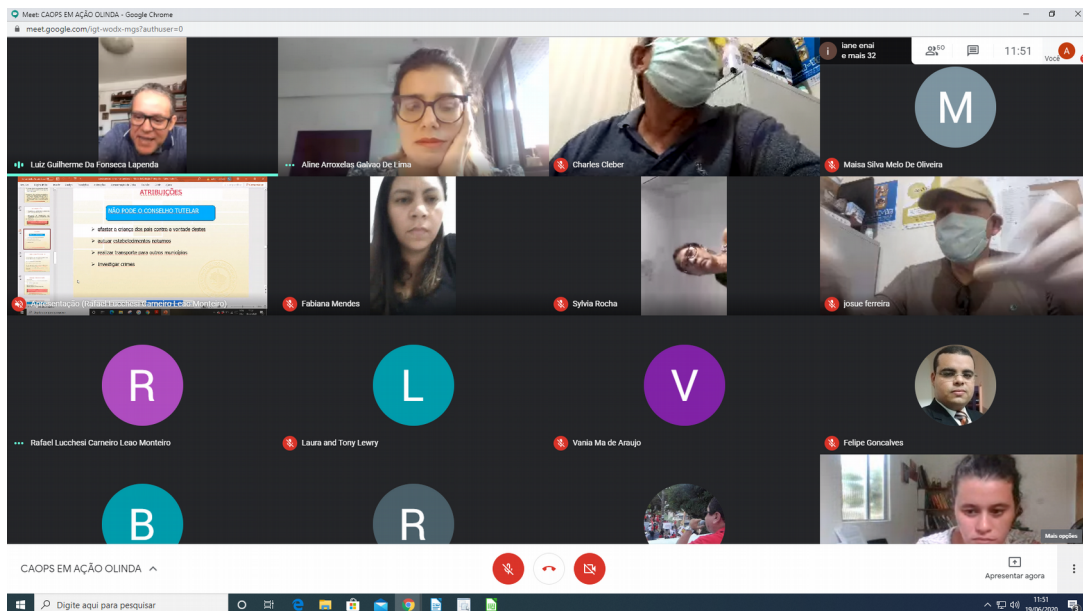 Meet: CAOPS EM AÇÃO OLINDA - Google Chrome
meet.google.com/igt-wodx-mgs?authuser=0
Luiz Guilherme Da Fonseca Lapenda
Aline Arroxelas Galvao De Lima
Charles Cleber
i
iane enai
e mais 32
50
11:51
Você
A
M
Maisa Silva Melo De Oliveira
ATRIBUIÇÕES
NÃO PODE O CONSELHO TUTELAR
➢ afastar a criança dos pais contra a vontade destes
➢ autuar estabelecimentos noturnos
➢ realizar transporte para outros municípios
➢ investigar crimes
Apresentação (Rafael Lucchesi Carneiro Leao Monteiro)
Fabiana Mendes
Sylvia Rocha
josue ferreira
R
Rafael Lucchesi Carneiro Leao Monteiro
L
Laura and Tony Lewry
V
Vania Ma de Araujo
Felipe Goncalves
B
R
Mais opções
CAOPS EM AÇÃO OLINDA
Apresentar agora
Digite aqui para pesquisar
11:51
19/06/2020